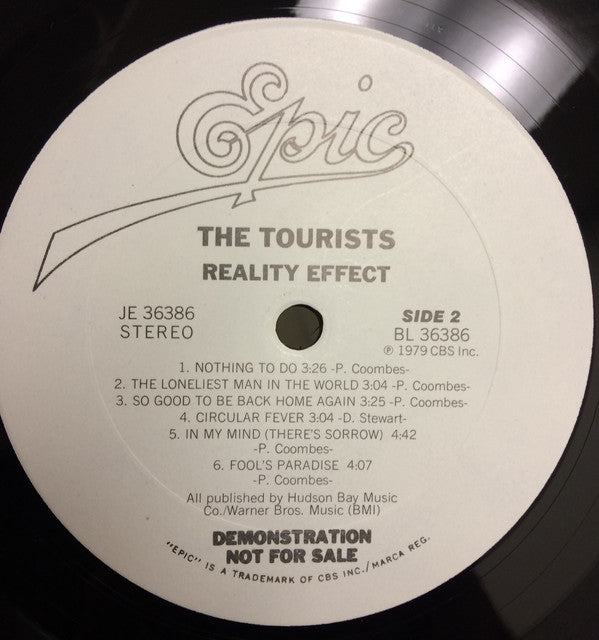 Epic
THE TOURISTS
REALITY EFFECT
JE 36386
STEREO
SIDE 2
BL 36386
℗ 1979 CBS Inc.
1. NOTHING TO DO 3:26 -P. Coombes-
2. THE LONELIEST MAN IN THE WORLD 3:04 -P. Coombes-
3. SO GOOD TO BE BACK HOME AGAIN 3:25 -P. Coombes-
4. CIRCULAR FEVER 3:04 -D. Stewart-
5. IN MY MIND (THERE'S SORROW) 4:42
-P. Coombes-
6. FOOL'S PARADISE 4:07
-P. Coombes-
All published by Hudson Bay Music
Co./Warner Bros. Music (BMI)
DEMONSTRATION
NOT FOR SALE
"EPIC" IS A TRADEMARK OF CBS INC./MARCA REG.